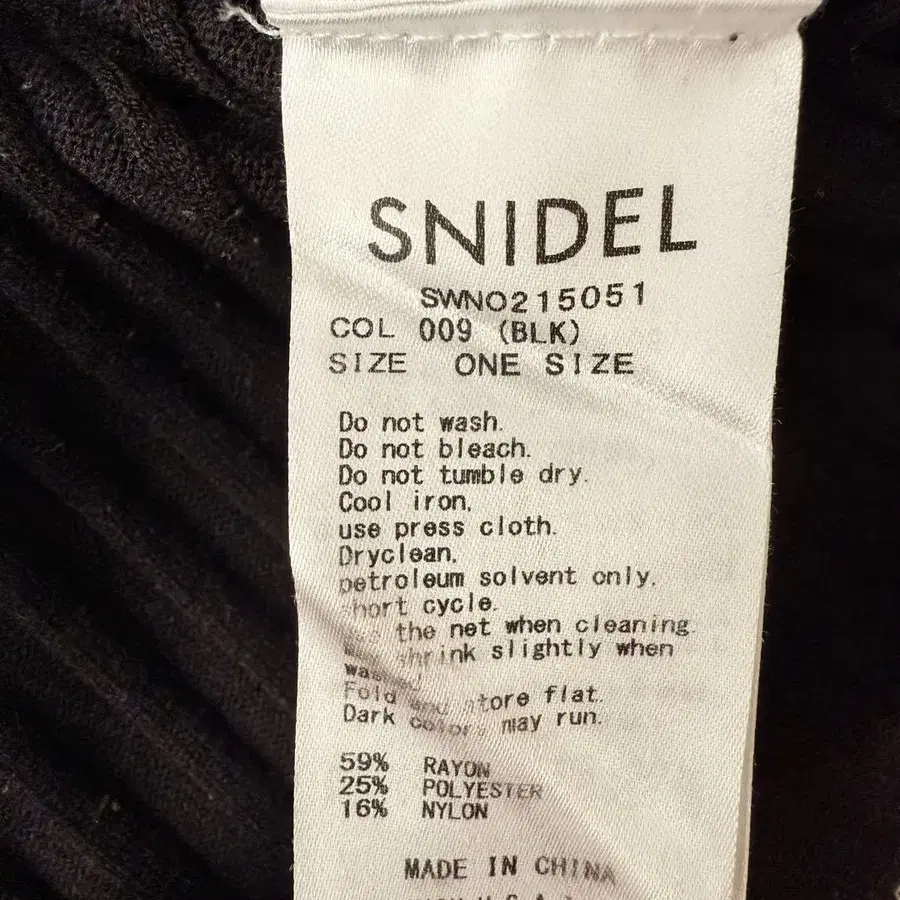 SNIDEL
SWNO215051
COL 009 (BLK)
SIZE ONE SIZE
Do not wash.
Do not bleach.
Do not tumble dry.
Cool iron,
use press cloth.
Dryclean,
petroleum solvent only,
short cycle.
the net when cleaning.
shrink slightly when
Fold and store flat.
Dark colors may run.
59% RAYON
25% POLYESTER
16% NYLON
MADE IN CHINA